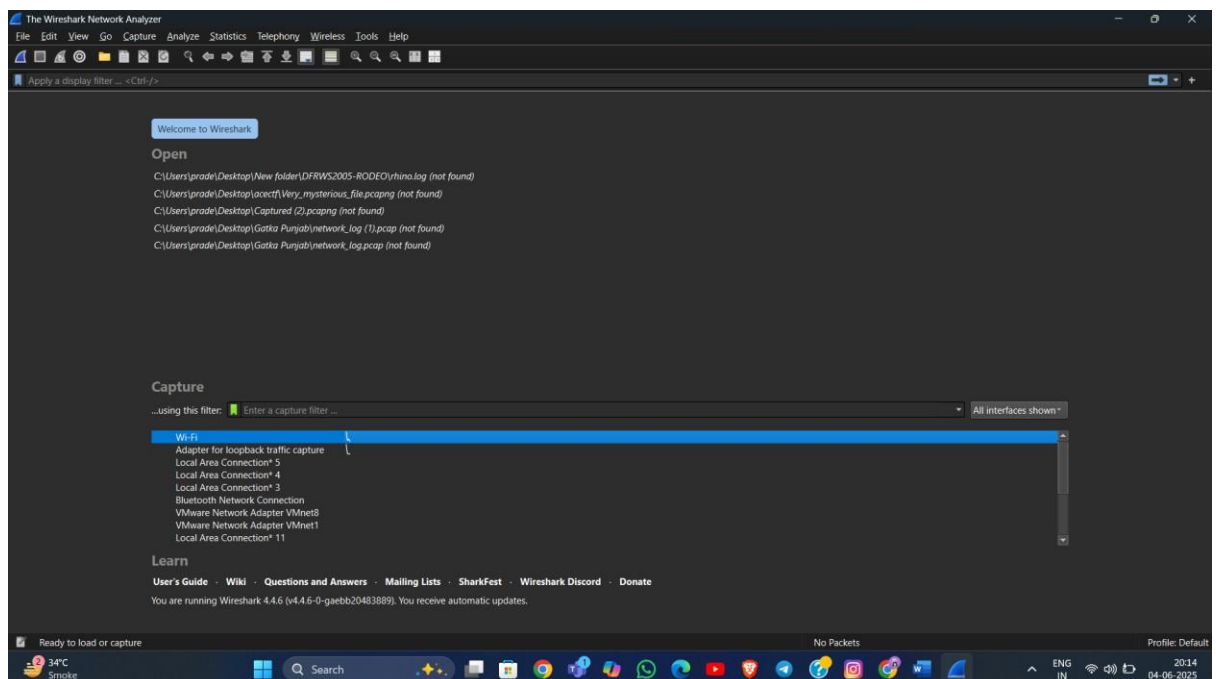 The Wireshark Network Analyzer
File Edit View Go Capture Analyze Statistics Telephony Wireless Tools Help
Apply a display filter ... <Ctrl-/>
Welcome to Wireshark
Open
C:\Users\prade\Desktop\New folder\DFRWS2005-RODEO\rhino.log (not found)
C:\Users\prade\Desktop\acectf\Very_mysterious_file.pcapng (not found)
C:\Users\prade\Desktop\Captured (2).pcapng (not found)
C:\Users\prade\Desktop\Gatka Punjab\network_log (1).pcap (not found)
C:\Users\prade\Desktop\Gatka Punjab\network_log.pcap (not found)
Capture
...using this filter: Enter a capture filter ... All interfaces shown
Wi-Fi
Adapter for loopback traffic capture
Local Area Connection* 5
Local Area Connection* 4
Local Area Connection* 3
Bluetooth Network Connection
VMware Network Adapter VMnet8
VMware Network Adapter VMnet1
Local Area Connection* 11
Learn
User's Guide · Wiki · Questions and Answers · Mailing Lists · SharkFest · Wireshark Discord · Donate
You are running Wireshark 4.4.6 (v4.4.6-0-gaebb20483889). You receive automatic updates.
Ready to load or capture No Packets Profile: Default
2 34°C Search ENG 20:14
Smoke IN 04-06-2025